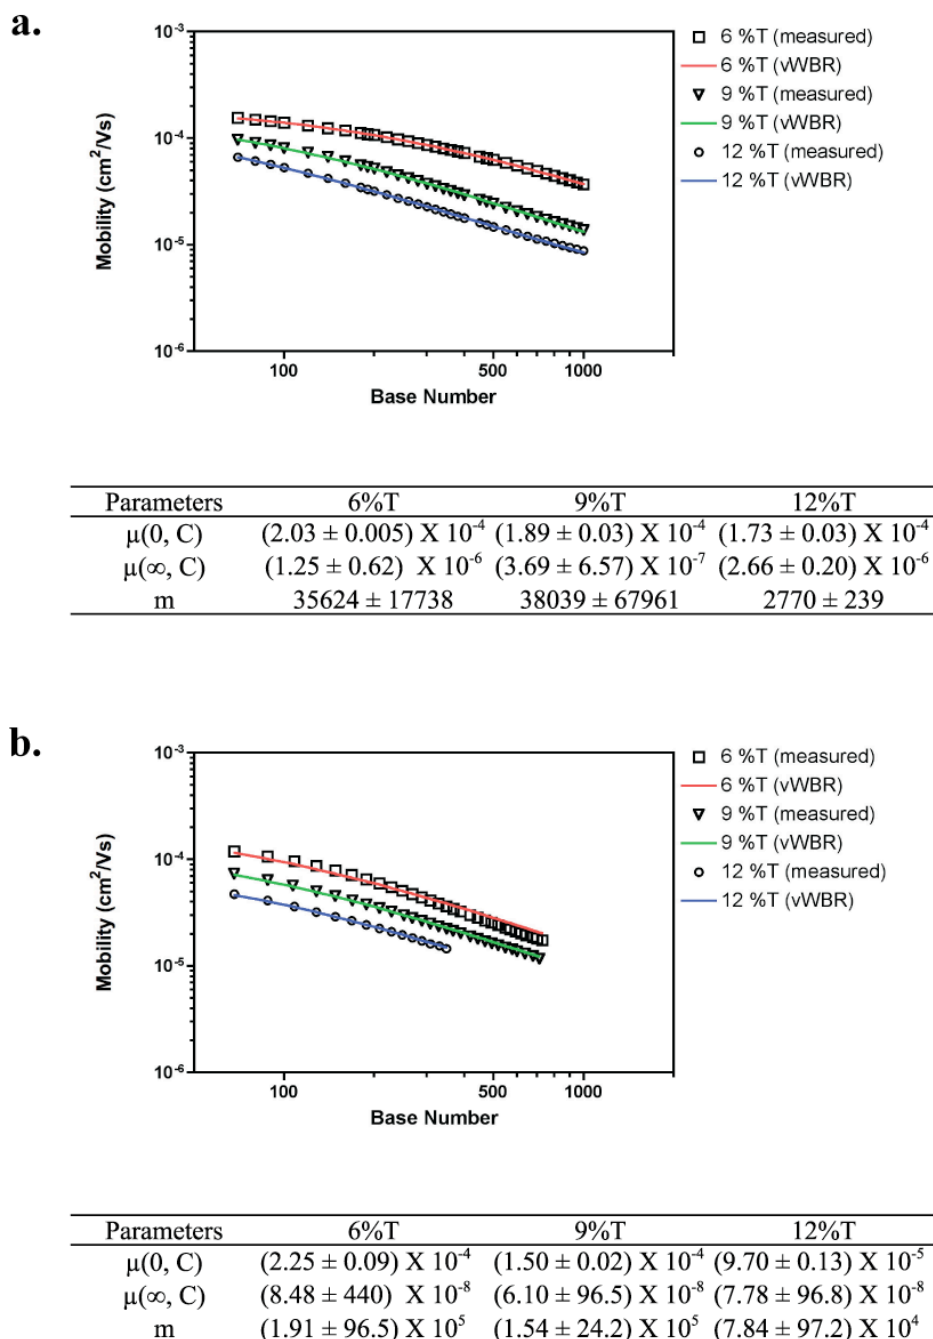 a.
10⁻³
10⁻⁴
10⁻⁵
10⁻⁶
Mobility (cm²/Vs)
100 500 1000
Base Number
6 %T (measured)
6 %T (vWBR)
9 %T (measured)
9 %T (vWBR)
12 %T (measured)
12 %T (vWBR)
Parameters 6%T 9%T 12%T
μ(0, C) (2.03 ± 0.005) X 10⁻⁴ (1.89 ± 0.03) X 10⁻⁴ (1.73 ± 0.03) X 10⁻⁴
μ(∞, C) (1.25 ± 0.62) X 10⁻⁶ (3.69 ± 6.57) X 10⁻⁷ (2.66 ± 0.20) X 10⁻⁶
m 35624 ± 17738 38039 ± 67961 2770 ± 239
b.
10⁻³
10⁻⁴
10⁻⁵
10⁻⁶
Mobility (cm²/Vs)
100 500 1000
Base Number
6 %T (measured)
6 %T (vWBR)
9 %T (measured)
9 %T (vWBR)
12 %T (measured)
12 %T (vWBR)
Parameters 6%T 9%T 12%T
μ(0, C) (2.25 ± 0.09) X 10⁻⁴ (1.50 ± 0.02) X 10⁻⁴ (9.70 ± 0.13) X 10⁻⁵
μ(∞, C) (8.48 ± 440) X 10⁻⁸ (6.10 ± 96.5) X 10⁻⁸ (7.78 ± 96.8) X 10⁻⁸
m (1.91 ± 96.5) X 10⁵ (1.54 ± 24.2) X 10⁵ (7.84 ± 97.2) X 10⁴